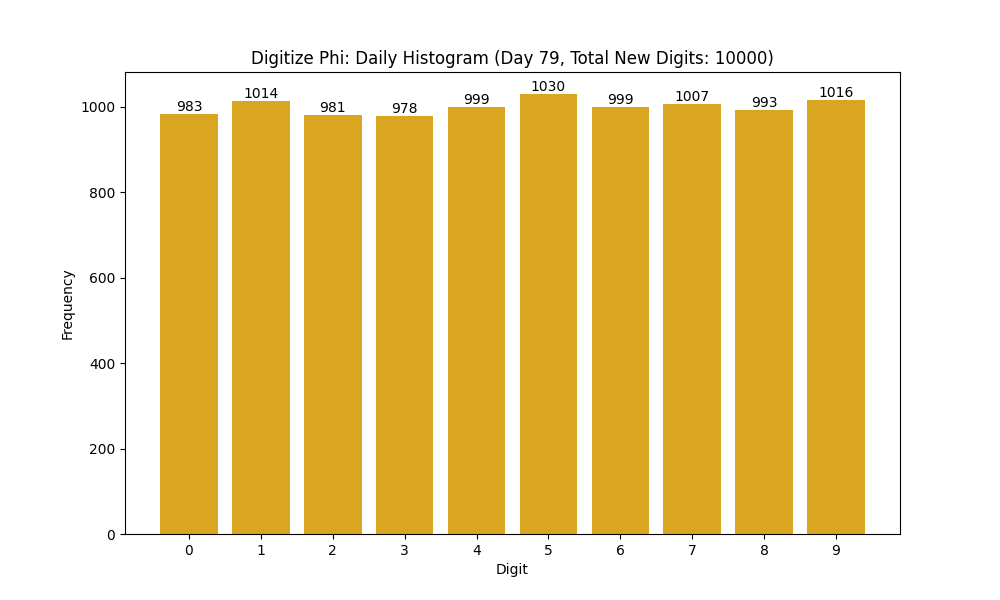 Digitize Phi: Daily Histogram (Day 79, Total New Digits: 10000)
983 1014 981 978 999 1030 999 1007 993 1016
1000
800
600
400
200
0
Frequency
0 1 2 3 4 5 6 7 8 9
Digit